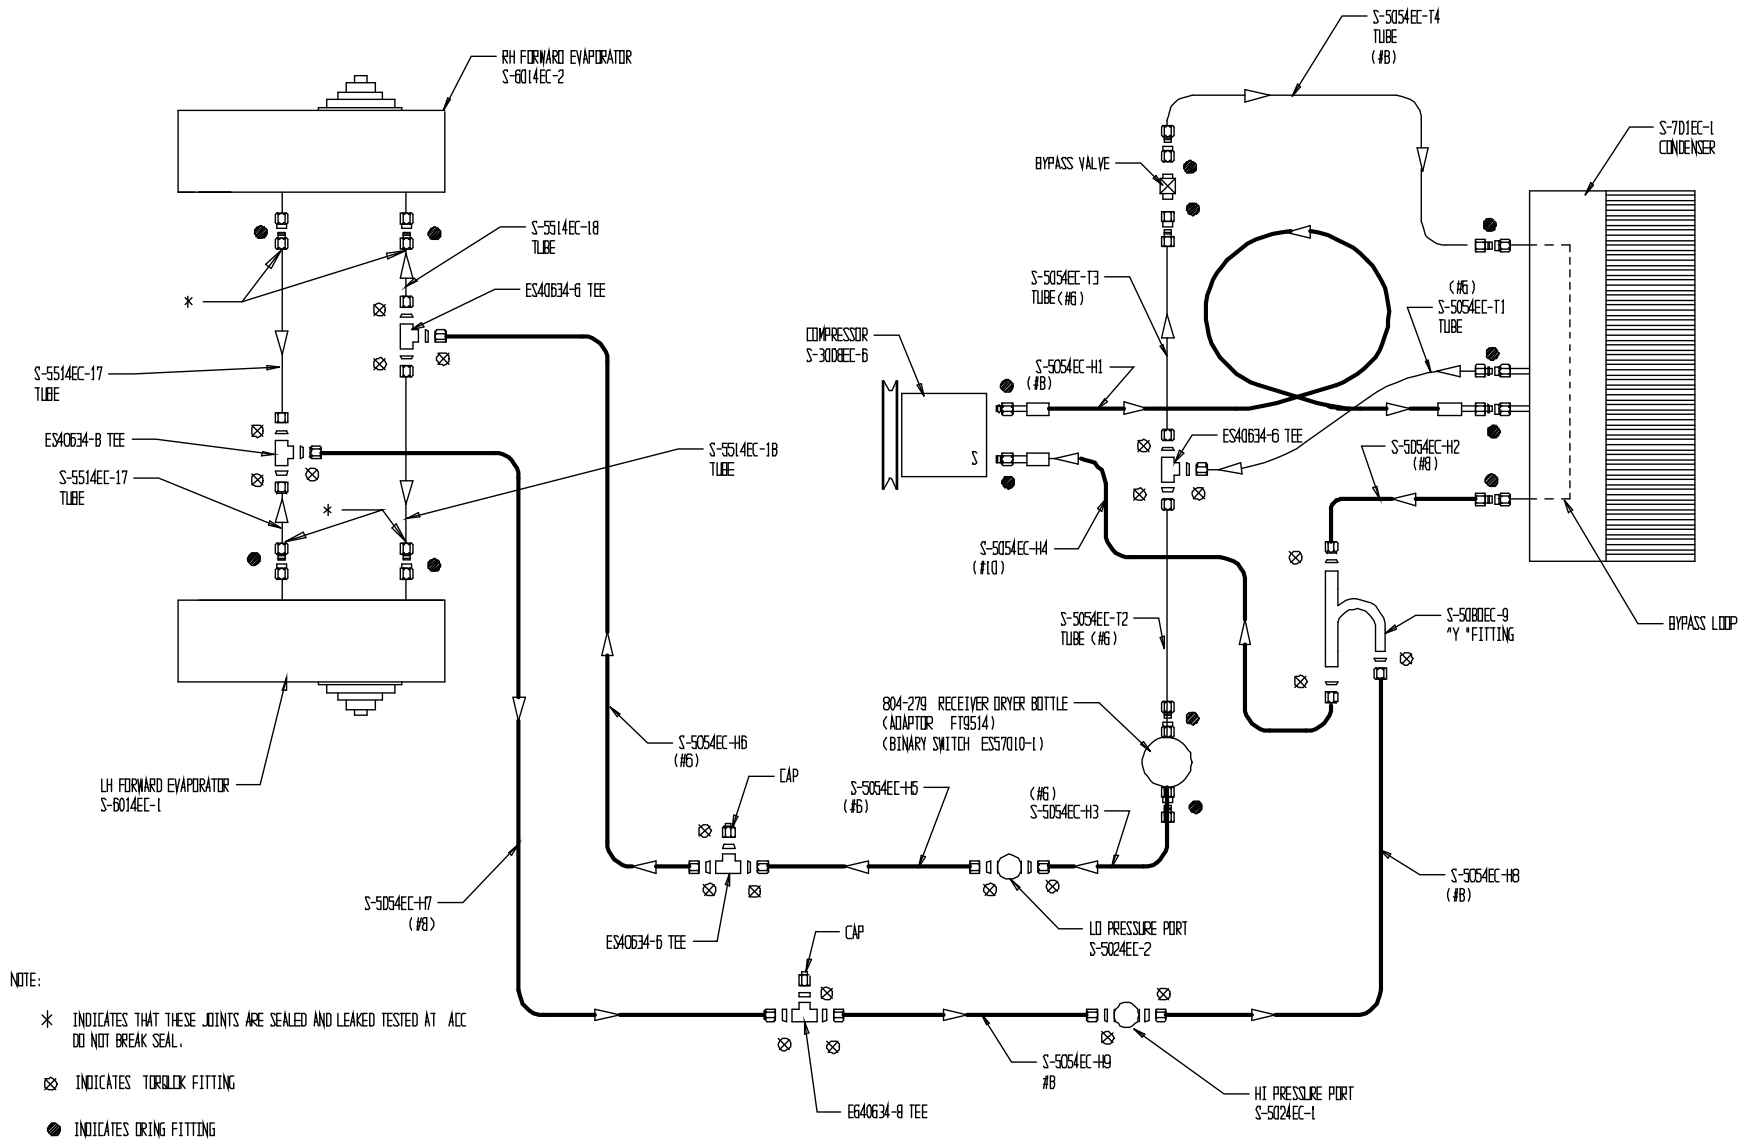 S-5054EC-T4
TUBE
(#8)
RH FORWARD EVAPORATOR
S-6014EC-2
S-701EC-1
CONDENSER
BYPASS VALVE
S-5514EC-18
TUBE
ES40634-6 TEE
S-5054EC-T3
TUBE (#6)
(#6)
S-5054EC-T1
TUBE
COMPRESSOR
S-3008EC-6
S-5054EC-H1
(#8)
S-5514EC-17
TUBE
ES40634-8 TEE
S-5514EC-17
TUBE
S-5514EC-18
TUBE
ES40634-6 TEE
S-5054EC-H2
(#8)
S
S-5054EC-H4
(#10)
S-5054EC-T2
TUBE (#6)
S-5080EC-9
"Y" FITTING
BYPASS LOOP
804-279 RECEIVER DRYER BOTTLE
(ADAPTOR FT9514)
(BINARY SWITCH ES57010-1)
S-5054EC-H6
(#6)
LH FORWARD EVAPORATOR
S-6014EC-1
CAP
S-5054EC-H5
(#6)
(#6)
S-5054EC-H3
S-5054EC-H8
(#8)
S-5054EC-H7
(#8)
ES40634-6 TEE
CAP
LO PRESSURE PORT
S-5024EC-2
NOTE:
* INDICATES THAT THESE JOINTS ARE SEALED AND LEAKED TESTED AT ACC
DO NOT BREAK SEAL.
INDICATES TORQLOK FITTING
INDICATES ORING FITTING
S-5054EC-H9
#8
E640634-8 TEE
HI PRESSURE PORT
S-5024EC-1